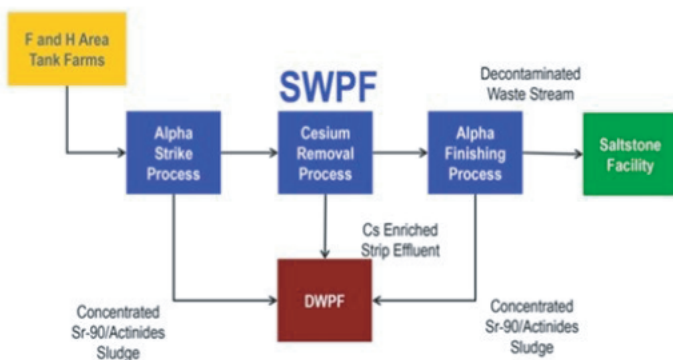 F and H Area
Tank Farms
SWPF
Decontaminated
Waste Stream
Alpha
Strike
Process
Cesium
Removal
Process
Alpha
Finishing
Process
Saltstone
Facility
Cs Enriched
Strip Effluent
DWPF
Concentrated
Sr-90/Actinides
Sludge
Concentrated
Sr-90/Actinides
Sludge